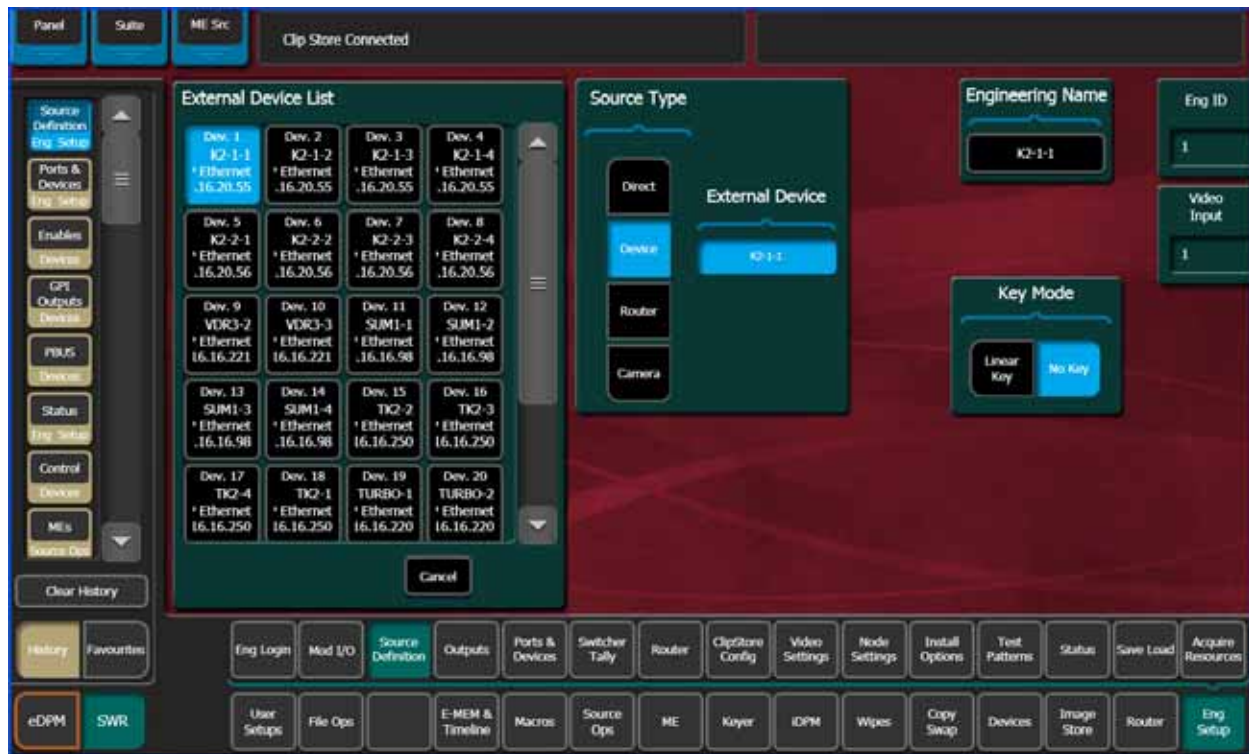 Panel
Suite
ME Src
Clip Store Connected
Source
Definition
Eng Setup
Ports &
Devices
Eng Setup
Enables
Devices
GPI
Outputs
Devices
PBUS
Devices
Status
Eng Setup
Control
Devices
MEs
Source Ops
Clear History
History
Favourites
eDPM
SWR
External Device List
Dev. 1
K2-1-1
* Ethernet
.16.20.55
Dev. 2
K2-1-2
* Ethernet
.16.20.55
Dev. 3
K2-1-3
* Ethernet
.16.20.55
Dev. 4
K2-1-4
* Ethernet
.16.20.55
Dev. 5
K2-2-1
* Ethernet
.16.20.56
Dev. 6
K2-2-2
* Ethernet
.16.20.56
Dev. 7
K2-2-3
* Ethernet
.16.20.56
Dev. 8
K2-2-4
* Ethernet
.16.20.56
Dev. 9
VDR3-2
* Ethernet
16.16.221
Dev. 10
VDR3-3
* Ethernet
16.16.221
Dev. 11
SUM1-1
* Ethernet
.16.16.98
Dev. 12
SUM1-2
* Ethernet
.16.16.98
Dev. 13
SUM1-3
* Ethernet
.16.16.98
Dev. 14
SUM1-4
* Ethernet
.16.16.98
Dev. 15
TK2-2
* Ethernet
16.16.250
Dev. 16
TK2-3
* Ethernet
16.16.250
Dev. 17
TK2-4
* Ethernet
16.16.250
Dev. 18
TK2-1
* Ethernet
16.16.250
Dev. 19
TURBO-1
* Ethernet
16.16.220
Dev. 20
TURBO-2
* Ethernet
16.16.220
Cancel
Source Type
Direct
Device
Router
Camera
External Device
K2-1-1
Engineering Name
K2-1-1
Eng ID
1
Video
Input
1
Key Mode
Linear
Key
No Key
Eng Login
Mod I/O
Source
Definition
Outputs
Ports &
Devices
Switcher
Tally
Router
ClipStore
Config
Video
Settings
Node
Settings
Install
Options
Test
Patterns
Status
Save Load
Acquire
Resources
User
Setups
File Ops
E-MEM &
Timeline
Macros
Source
Ops
ME
Keyer
iDPM
Wipes
Copy
Swap
Devices
Image
Store
Router
Eng
Setup